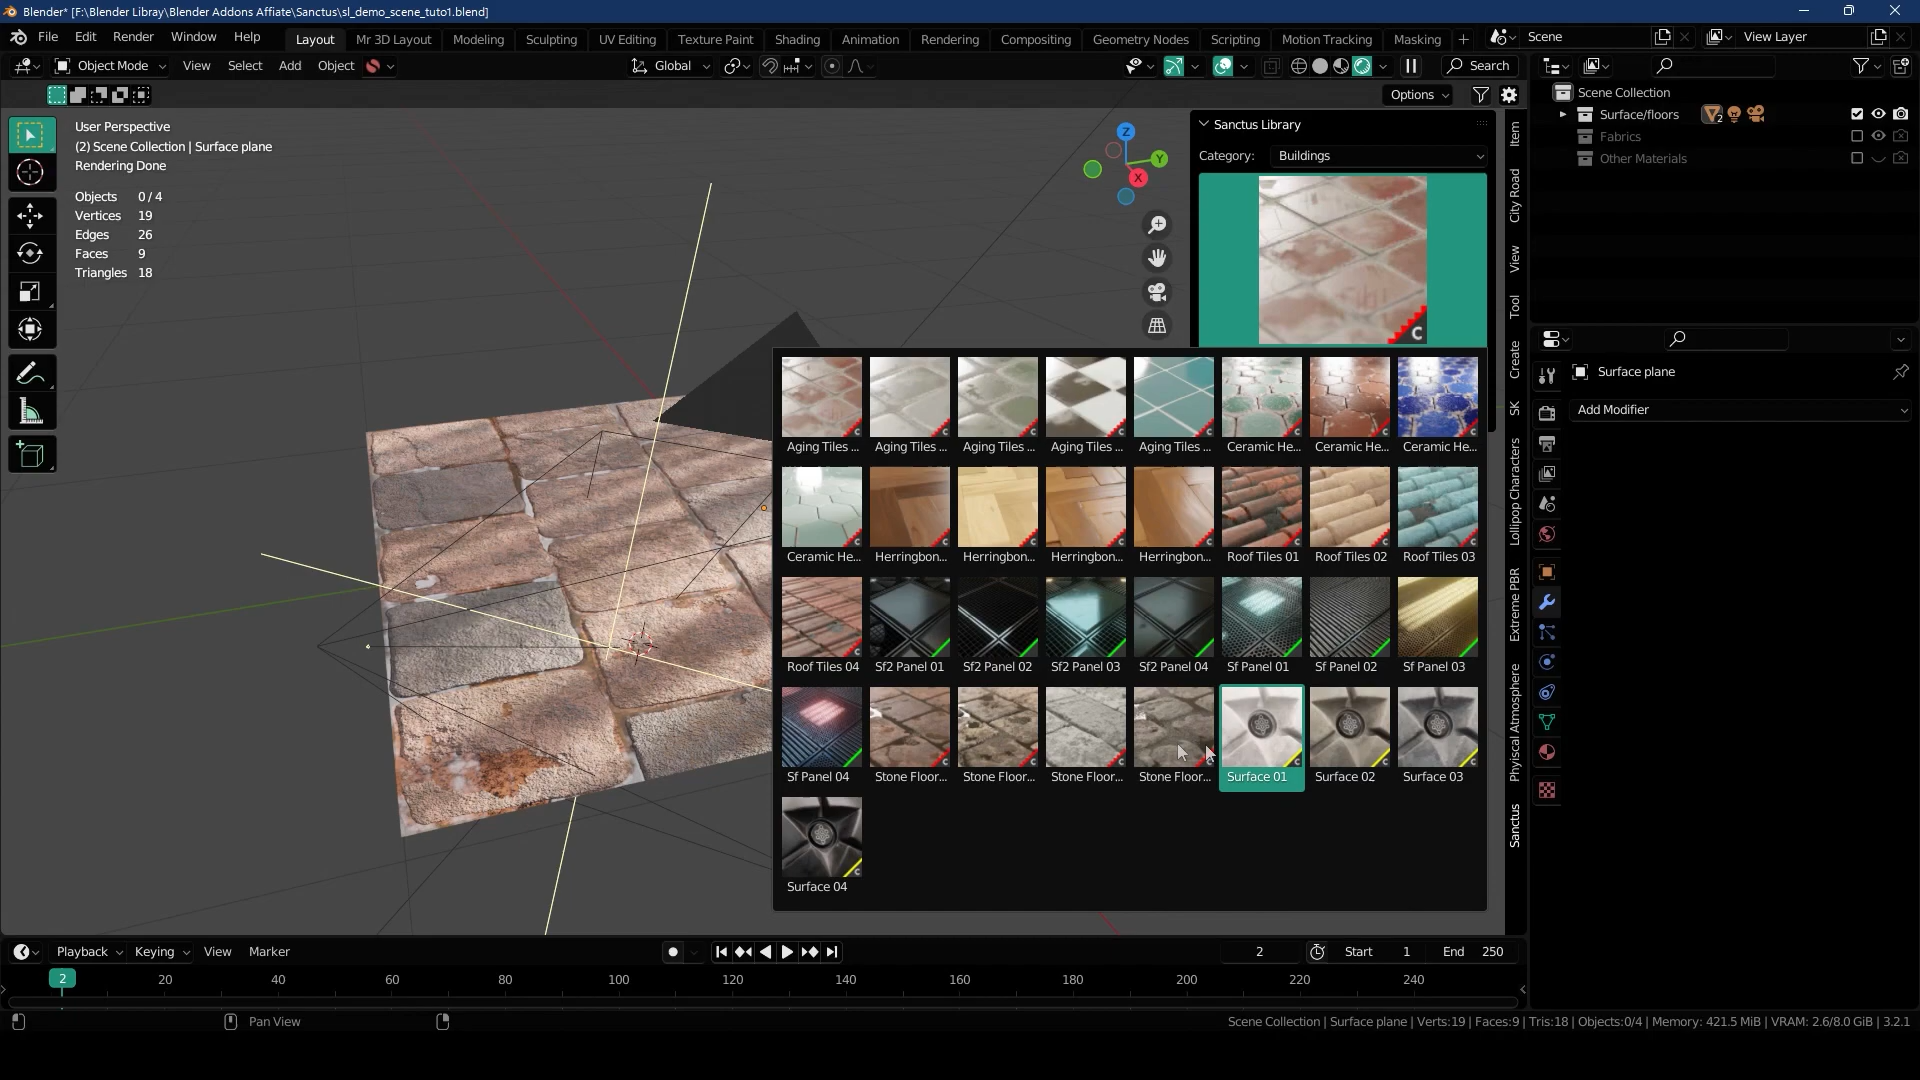 Blender* [F:\Blender Libray\Blender Addons Affiate\Sanctus\sl_demo_scene_tuto1.blend]
File Edit Render Window Help Layout Mr 3D Layout Modeling Sculpting UV Editing Texture Paint Shading Animation Rendering Compositing Geometry Nodes Scripting Motion Tracking Masking + Scene View Layer
Object Mode View Select Add Object Global Search
Options
User Perspective
(2) Scene Collection | Surface plane
Rendering Done
Objects 0/4
Vertices 19
Edges 26
Faces 9
Triangles 18
Z
Y
X
Sanctus Library
Category: Buildings
C
Aging Tiles ... Aging Tiles ... Aging Tiles ... Aging Tiles ... Aging Tiles ... Ceramic He... Ceramic He... Ceramic He...
Ceramic He... Herringbon... Herringbon... Herringbon... Herringbon... Roof Tiles 01 Roof Tiles 02 Roof Tiles 03
Roof Tiles 04 Sf2 Panel 01 Sf2 Panel 02 Sf2 Panel 03 Sf2 Panel 04 Sf Panel 01 Sf Panel 02 Sf Panel 03
Sf Panel 04 Stone Floor... Stone Floor... Stone Floor... Stone Floor... Surface 01 Surface 02 Surface 03
Surface 04
Item
City Road
View
Tool
Create
SK
Lollipop Characters
Extreme PBR
Phyiscal Atmosphere
Sanctus
Scene Collection
Surface/floors 2
Fabrics
Other Materials
Surface plane
Add Modifier
Playback Keying View Marker 2 Start 1 End 250
2 20 40 60 80 100 120 140 160 180 200 220 240
Pan View
Scene Collection | Surface plane | Verts:19 | Faces:9 | Tris:18 | Objects:0/4 | Memory: 421.5 MiB | VRAM: 2.6/8.0 GiB | 3.2.1